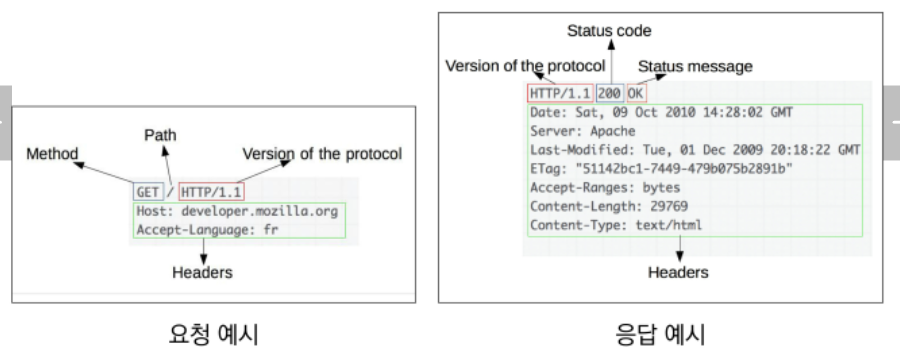 Method
Path
Version of the protocol
GET / HTTP/1.1
Host: developer.mozilla.org
Accept-Language: fr
Headers
요청 예시
Status code
Version of the protocol
Status message
HTTP/1.1 200 OK
Date: Sat, 09 Oct 2010 14:28:02 GMT
Server: Apache
Last-Modified: Tue, 01 Dec 2009 20:18:22 GMT
ETag: "51142bc1-7449-479b075b2891b"
Accept-Ranges: bytes
Content-Length: 29769
Content-Type: text/html
Headers
응답 예시